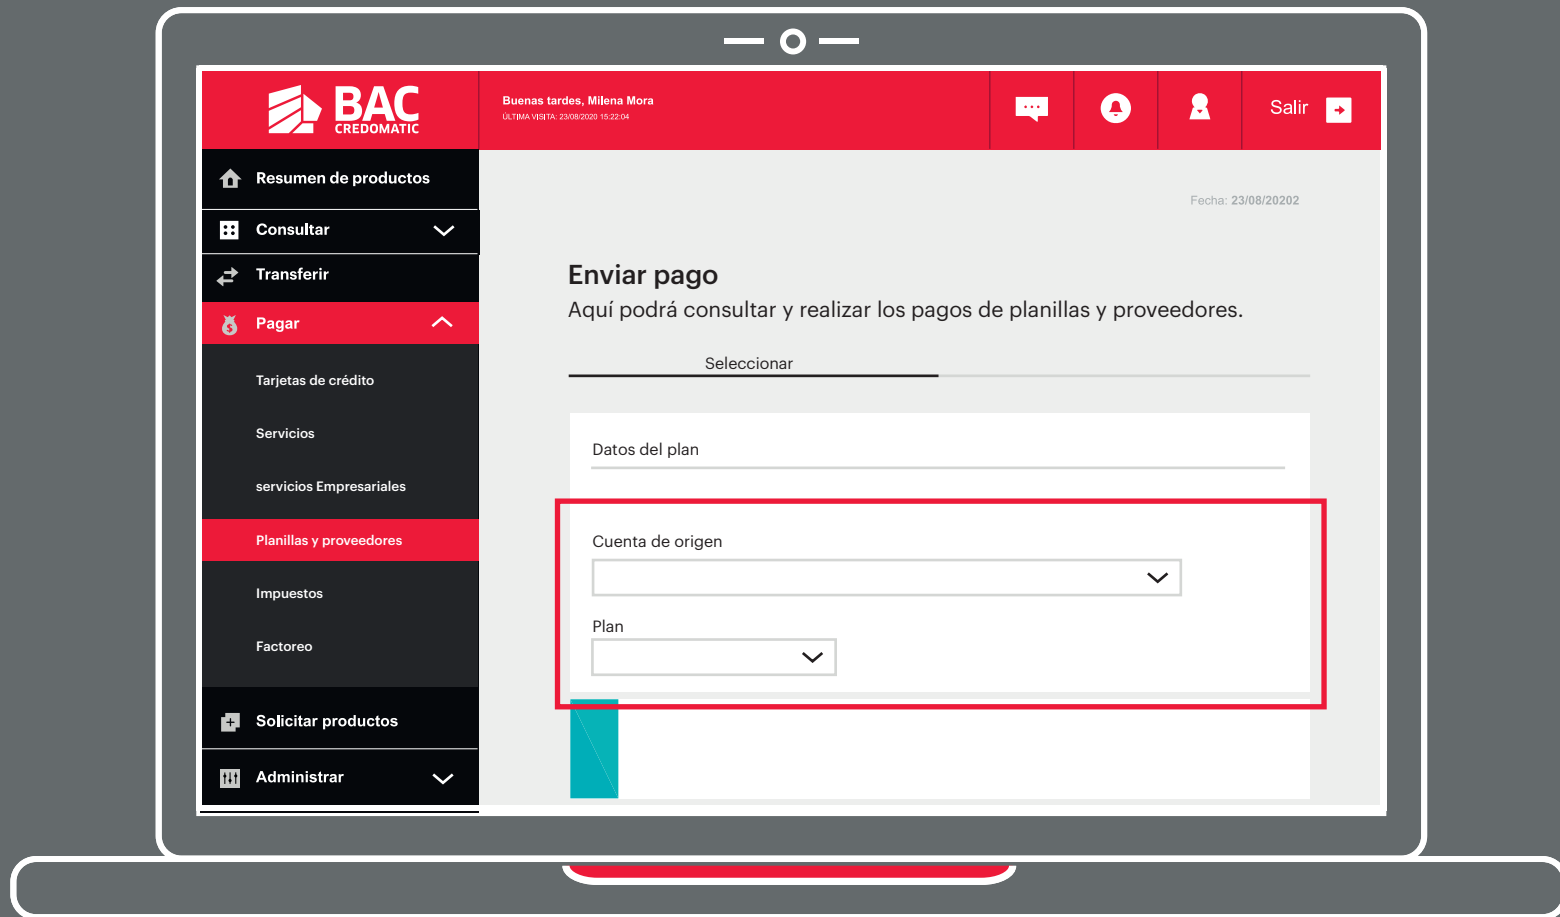 BAC
CREDOMATIC
Buenas tardes, Milena Mora
ÚLTIMA VISITA: 23/08/2020 15:22:04
Salir
Resumen de productos
Consultar
Transferir
Pagar
Tarjetas de crédito
Servicios
servicios Empresariales
Planillas y proveedores
Impuestos
Factoreo
Solicitar productos
Administrar
Fecha: 23/08/20202
Enviar pago
Aquí podrá consultar y realizar los pagos de planillas y proveedores.
Seleccionar
Datos del plan
Cuenta de origen
Plan